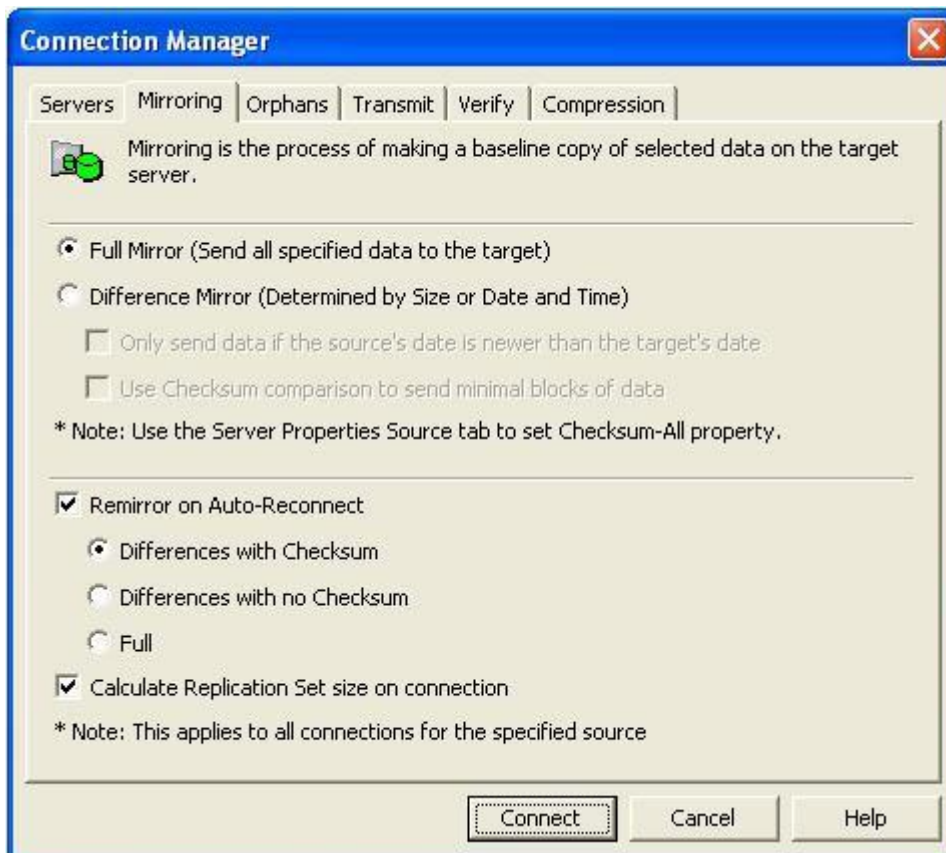 Connection Manager
Servers Mirroring Orphans Transmit Verify Compression
Mirroring is the process of making a baseline copy of selected data on the target
server.
Full Mirror (Send all specified data to the target)
Difference Mirror (Determined by Size or Date and Time)
Only send data if the source's date is newer than the target's date
Use Checksum comparison to send minimal blocks of data
* Note: Use the Server Properties Source tab to set Checksum-All property.
Remirror on Auto-Reconnect
Differences with Checksum
Differences with no Checksum
Full
Calculate Replication Set size on connection
* Note: This applies to all connections for the specified source
Connect Cancel Help